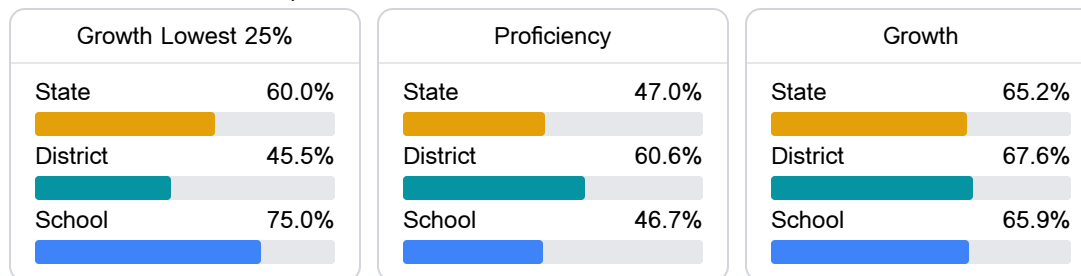 Growth Lowest 25%
State 60.0%
District 45.5%
School 75.0%
Proficiency
State 47.0%
District 60.6%
School 46.7%
Growth
State 65.2%
District 67.6%
School 65.9%